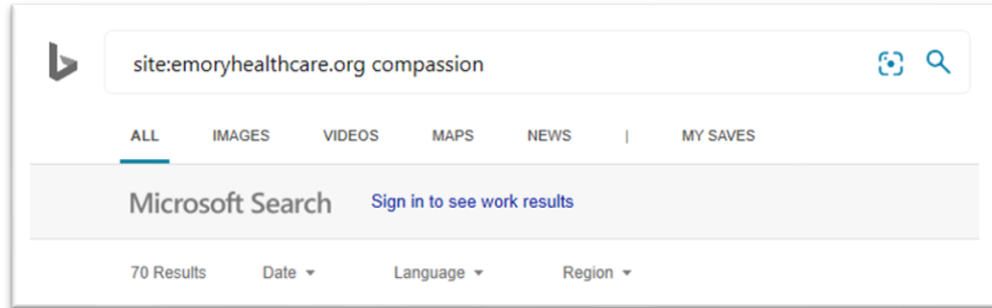 site:emoryhealthcare.org compassion
ALL IMAGES VIDEOS MAPS NEWS | MY SAVES
Microsoft Search Sign in to see work results
70 Results Date Language Region